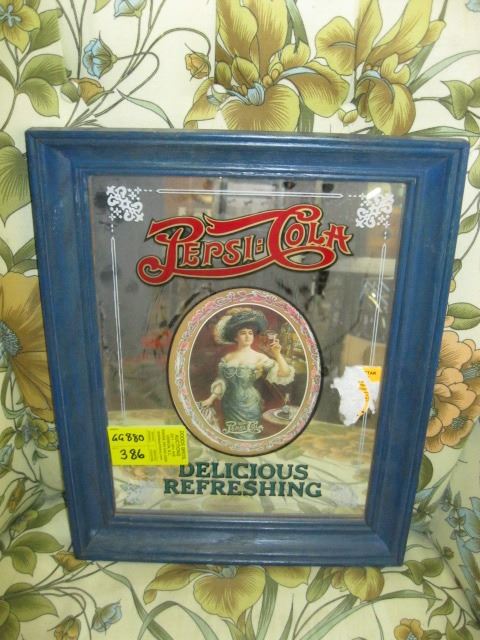 PEPSI:COLA
PEPSI:COLA
GG880
386
DELICIOUS
REFRESHING